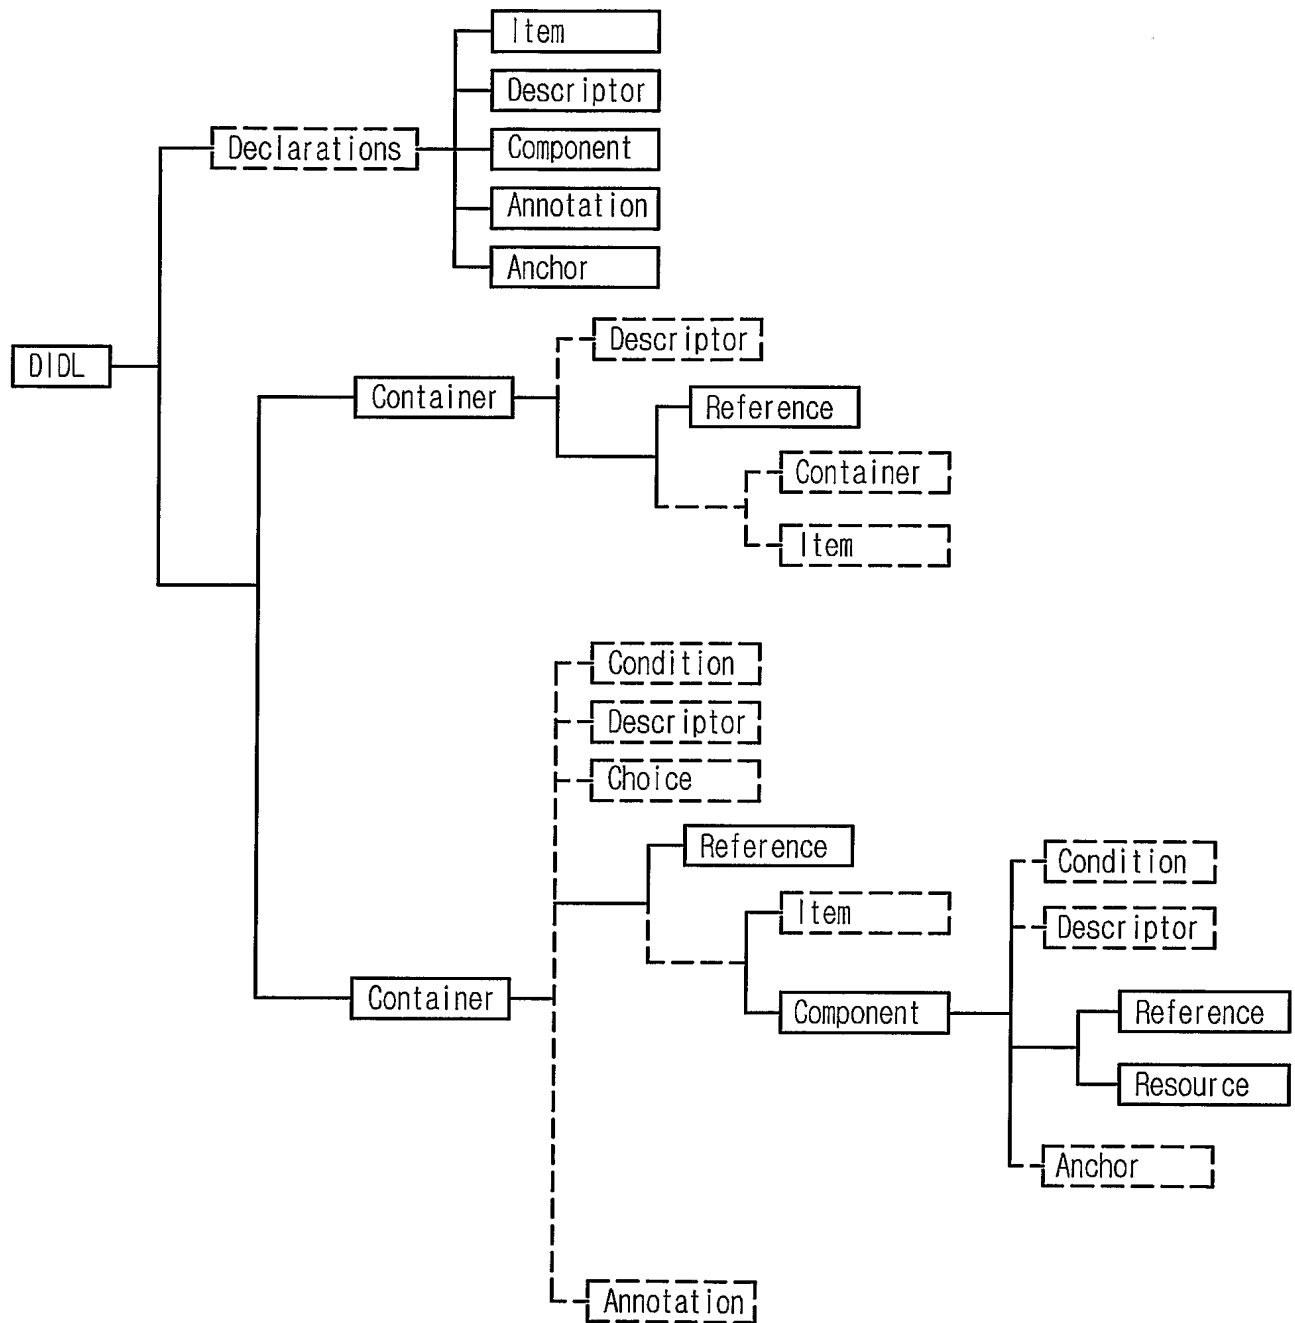 Item
Descriptor
Declarations
Component
Annotation
Anchor
Descriptor
DIDL
Container
Reference
Container
Item
Condition
Descriptor
Choice
Reference
Condition
Item
Descriptor
Container
Component
Reference
Resource
Anchor
Annotation